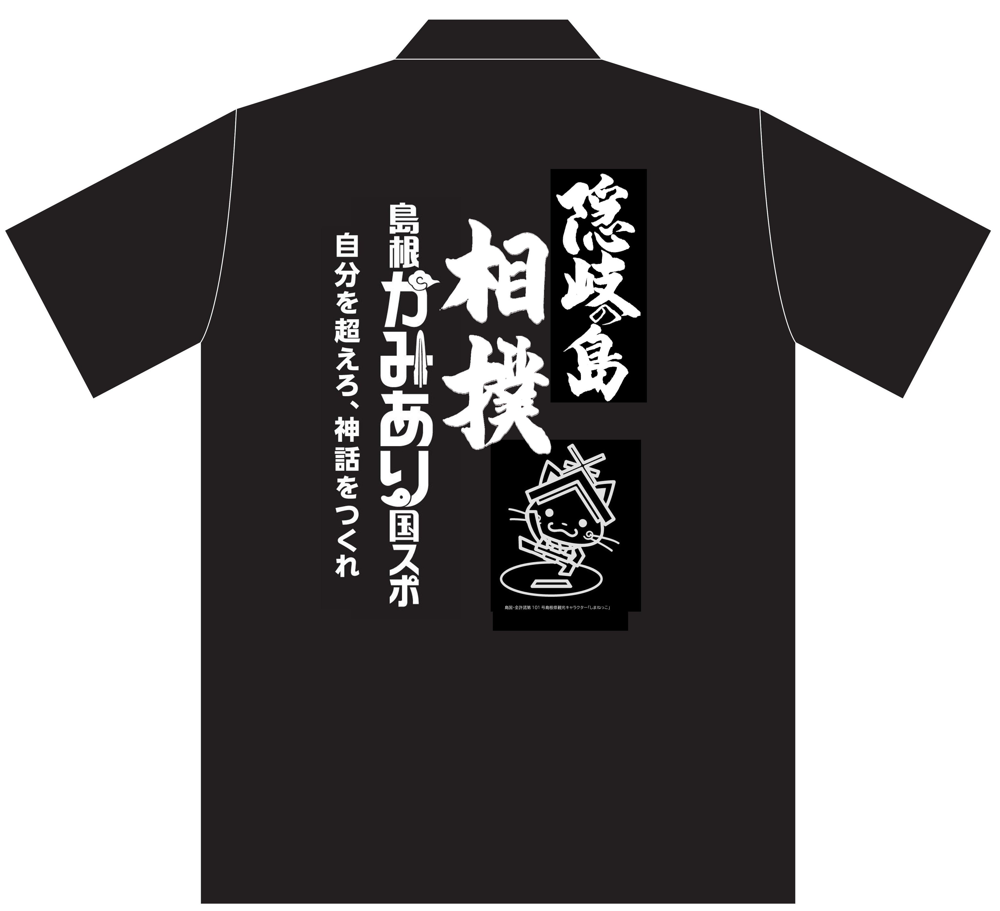 隠岐の島
相撲
島根かみあり国スポ
自分を超えろ、神話をつくれ
島国・全許諾第101号島根県観光キャラクター「しまねっこ」